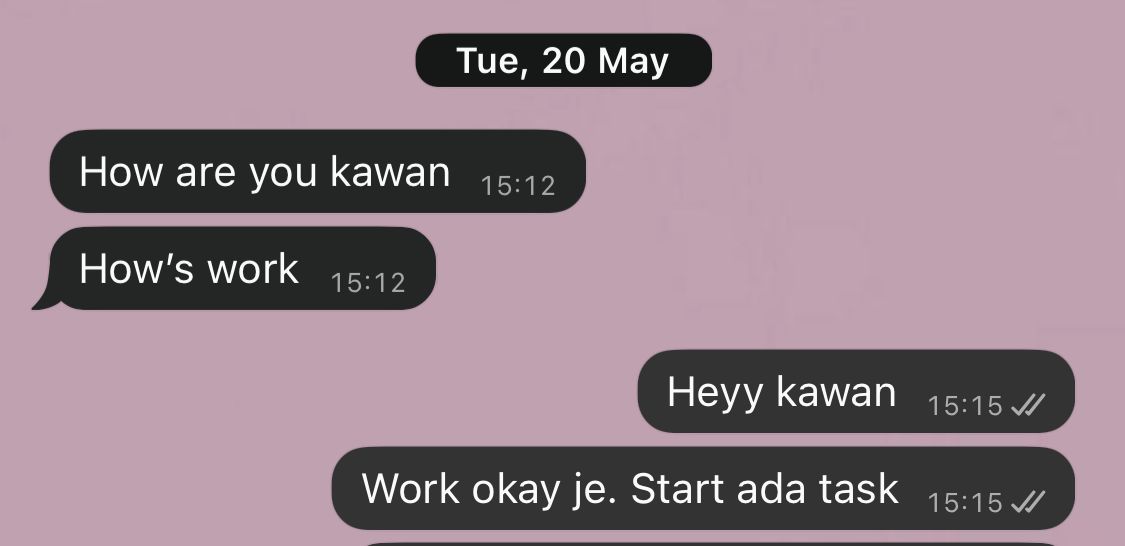 Tue, 20 May
How are you kawan 15:12
How’s work 15:12
Heyy kawan 15:15
Work okay je. Start ada task 15:15